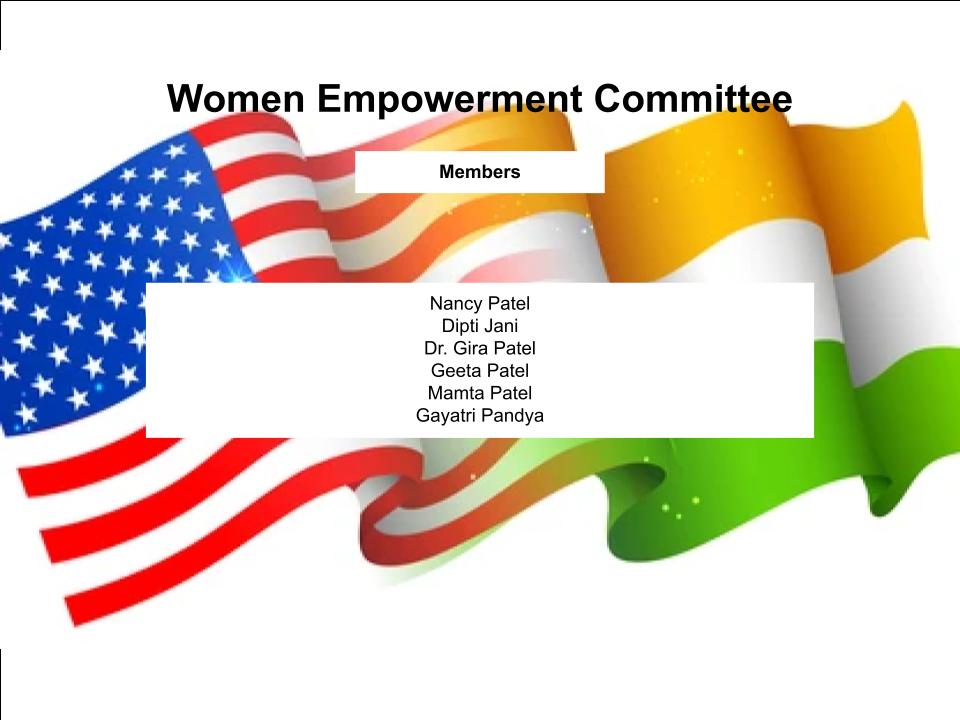 Women Empowerment Committee
Members
Nancy Patel
Dipti Jani
Dr. Gira Patel
Geeta Patel
Mamta Patel
Gayatri Pandya